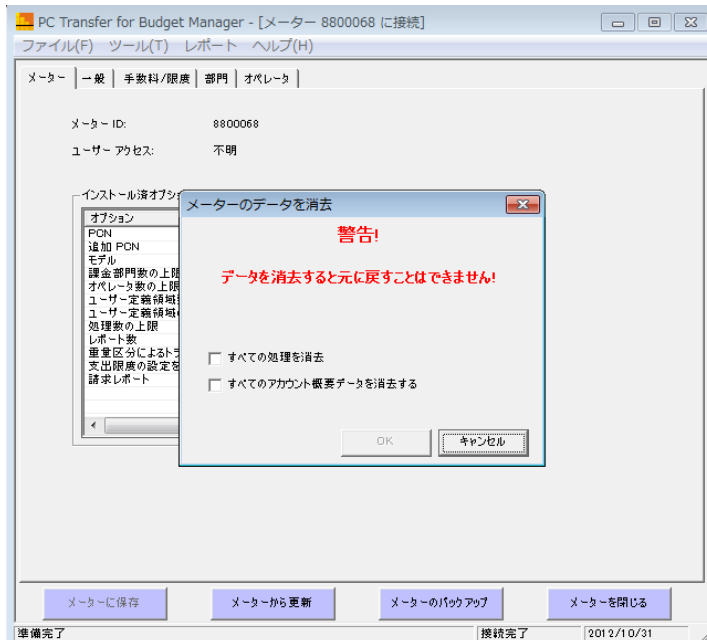 PC Transfer for Budget Manager - [メーター 8800068 に接続]
ファイル(F) ツール(T) レポート ヘルプ(H)
メーター 一般 手数料/限度 部門 オペレータ
メーター ID: 8800068
ユーザー アクセス: 不明
インストール済オプシ
オプション
PCN
追加 PCN
モデル
課金部門数の上限
オペレータ数の上限
ユーザー定義領域
ユーザー定義領域
処理数の上限
レポート数
重量区分によるト
支出限度の設定を
請求レポート
メーターのデータを消去
警告!
データを消去すると元に戻すことはできません!
すべての処理を消去
すべてのアカウント概要データを消去する
OK キャンセル
メーターに保存 メーターから更新 メーターのバックアップ メーターを閉じる
準備完了 接続完了 2012/10/31